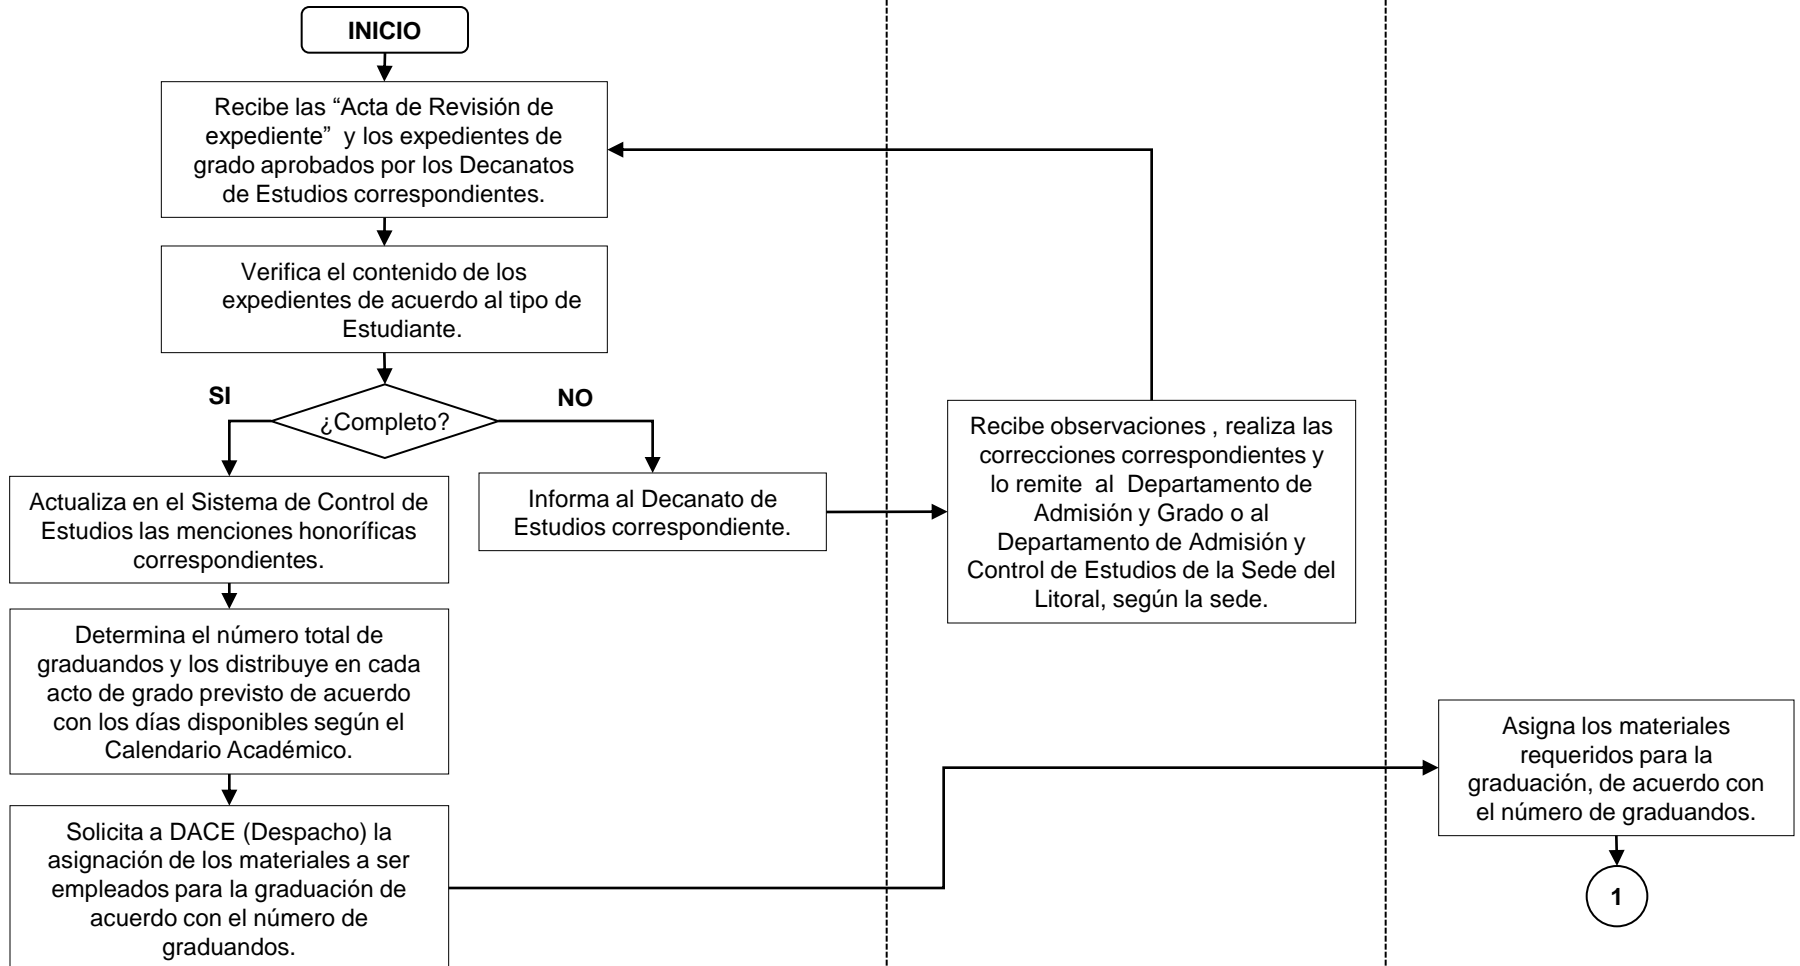 INICIO
Recibe las “Acta de Revisión de
expediente” y los expedientes de
grado aprobados por los Decanatos
de Estudios correspondientes.
Verifica el contenido de los
expedientes de acuerdo al tipo de
Estudiante.
SI
NO
¿Completo?
Actualiza en el Sistema de Control de
Estudios las menciones honoríficas
correspondientes.
Informa al Decanato de
Estudios correspondiente.
Recibe observaciones , realiza las
correcciones correspondientes y
lo remite al Departamento de
Admisión y Grado o al
Departamento de Admisión y
Control de Estudios de la Sede del
Litoral, según la sede.
Determina el número total de
graduandos y los distribuye en cada
acto de grado previsto de acuerdo
con los días disponibles según el
Calendario Académico.
Solicita a DACE (Despacho) la
asignación de los materiales a ser
empleados para la graduación de
acuerdo con el número de
graduandos.
Asigna los materiales
requeridos para la
graduación, de acuerdo con
el número de graduandos.
1